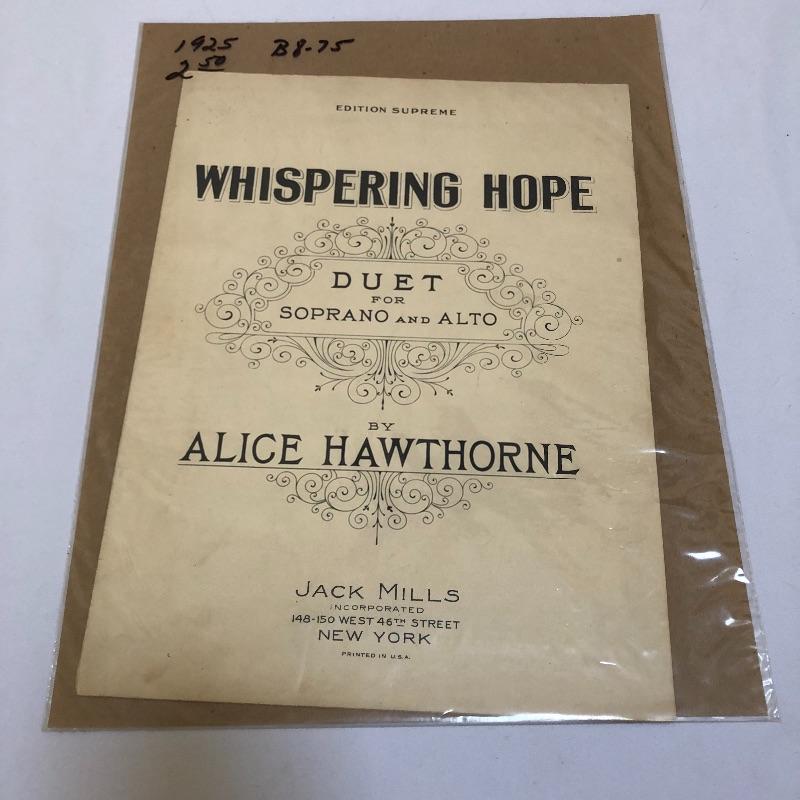 1925 B8-75
2 50
EDITION SUPREME
WHISPERING HOPE
DUET
FOR
SOPRANO AND ALTO
BY
ALICE HAWTHORNE
JACK MILLS
INCORPORATED
148-150 WEST 46TH STREET
NEW YORK
PRINTED IN U.S.A.